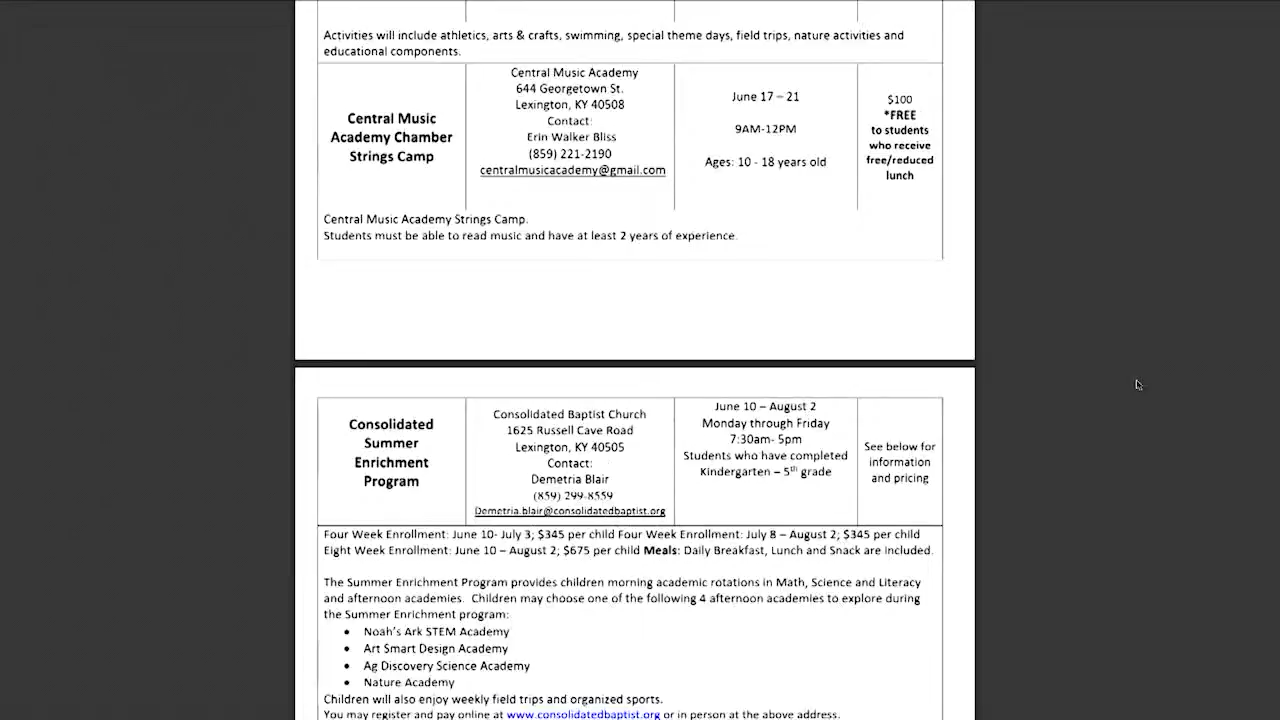 Activities will include athletics, arts & crafts, swimming, special theme days, field trips, nature activities and
educational components.
Central Music
Academy Chamber
Strings Camp
Central Music Academy
644 Georgetown St.
Lexington, KY 40508
Contact:
Erin Walker Bliss
(859) 221-2190
centralmusicacademy@gmail.com
June 17 – 21
9AM-12PM
Ages: 10 - 18 years old
$100
*FREE
to students
who receive
free/reduced
lunch
Central Music Academy Strings Camp.
Students must be able to read music and have at least 2 years of experience.
Consolidated
Summer
Enrichment
Program
Consolidated Baptist Church
1625 Russell Cave Road
Lexington, KY 40505
Contact:
Demetria Blair
(859) 299-8559
Demetria.blair@consolidatedbaptist.org
June 10 – August 2
Monday through Friday
7:30am- 5pm
Students who have completed
Kindergarten – 5th grade
See below for
information
and pricing
Four Week Enrollment: June 10- July 3; $345 per child Four Week Enrollment: July 8 – August 2; $345 per child
Eight Week Enrollment: June 10 – August 2; $675 per child Meals: Daily Breakfast, Lunch and Snack are included.
The Summer Enrichment Program provides children morning academic rotations in Math, Science and Literacy
and afternoon academies. Children may choose one of the following 4 afternoon academies to explore during
the Summer Enrichment program:
• Noah's Ark STEM Academy
• Art Smart Design Academy
• Ag Discovery Science Academy
• Nature Academy
Children will also enjoy weekly field trips and organized sports.
You may register and pay online at www.consolidatedbaptist.org or in person at the above address.